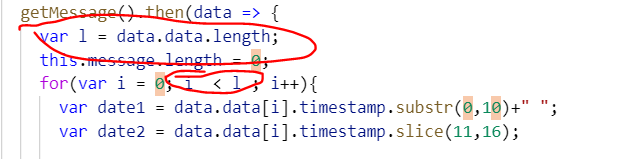 getMessage().then(data => {
var l = data.data.length;
this.message.length = 0;
for(var i = 0; i < l ; i++){
var date1 = data.data[i].timestamp.substr(0,10)+" ";
var date2 = data.data[i].timestamp.slice(11,16);